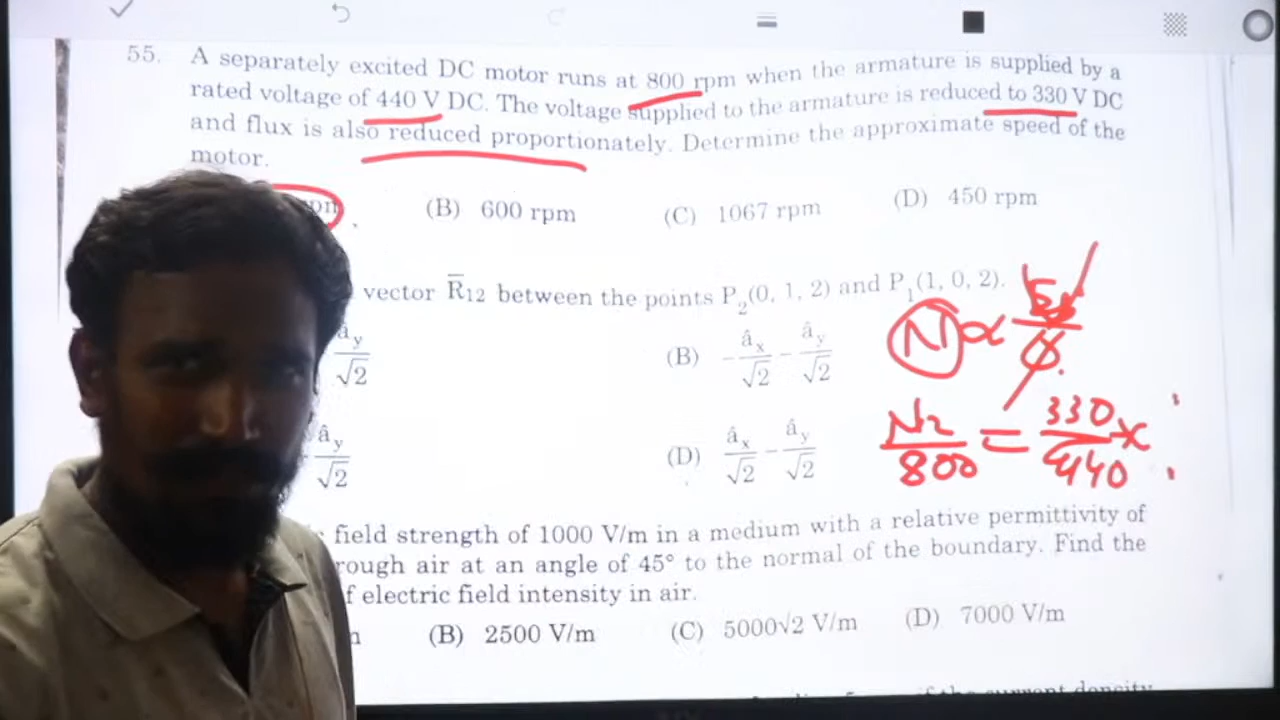 55. A separately excited DC motor runs at 800 rpm when the armature is supplied by a
rated voltage of 440 V DC. The voltage supplied to the armature is reduced to 330 V DC
and flux is also reduced proportionately. Determine the approximate speed of the
motor.
(B) 600 rpm (C) 1067 rpm (D) 450 rpm
vector R̅12 between the points P2(0, 1, 2) and P1(1, 0, 2).
N ∝ ϕ
ây/√2 (B) -âx/√2 - ây/√2
N2/800 = 330/440 ×
ây/√2 (D) âx/√2 - ây/√2
field strength of 1000 V/m in a medium with a relative permittivity of
at an angle of 45° to the normal of the boundary. Find the
f electric field intensity in air.
(B) 2500 V/m (C) 5000√2 V/m (D) 7000 V/m